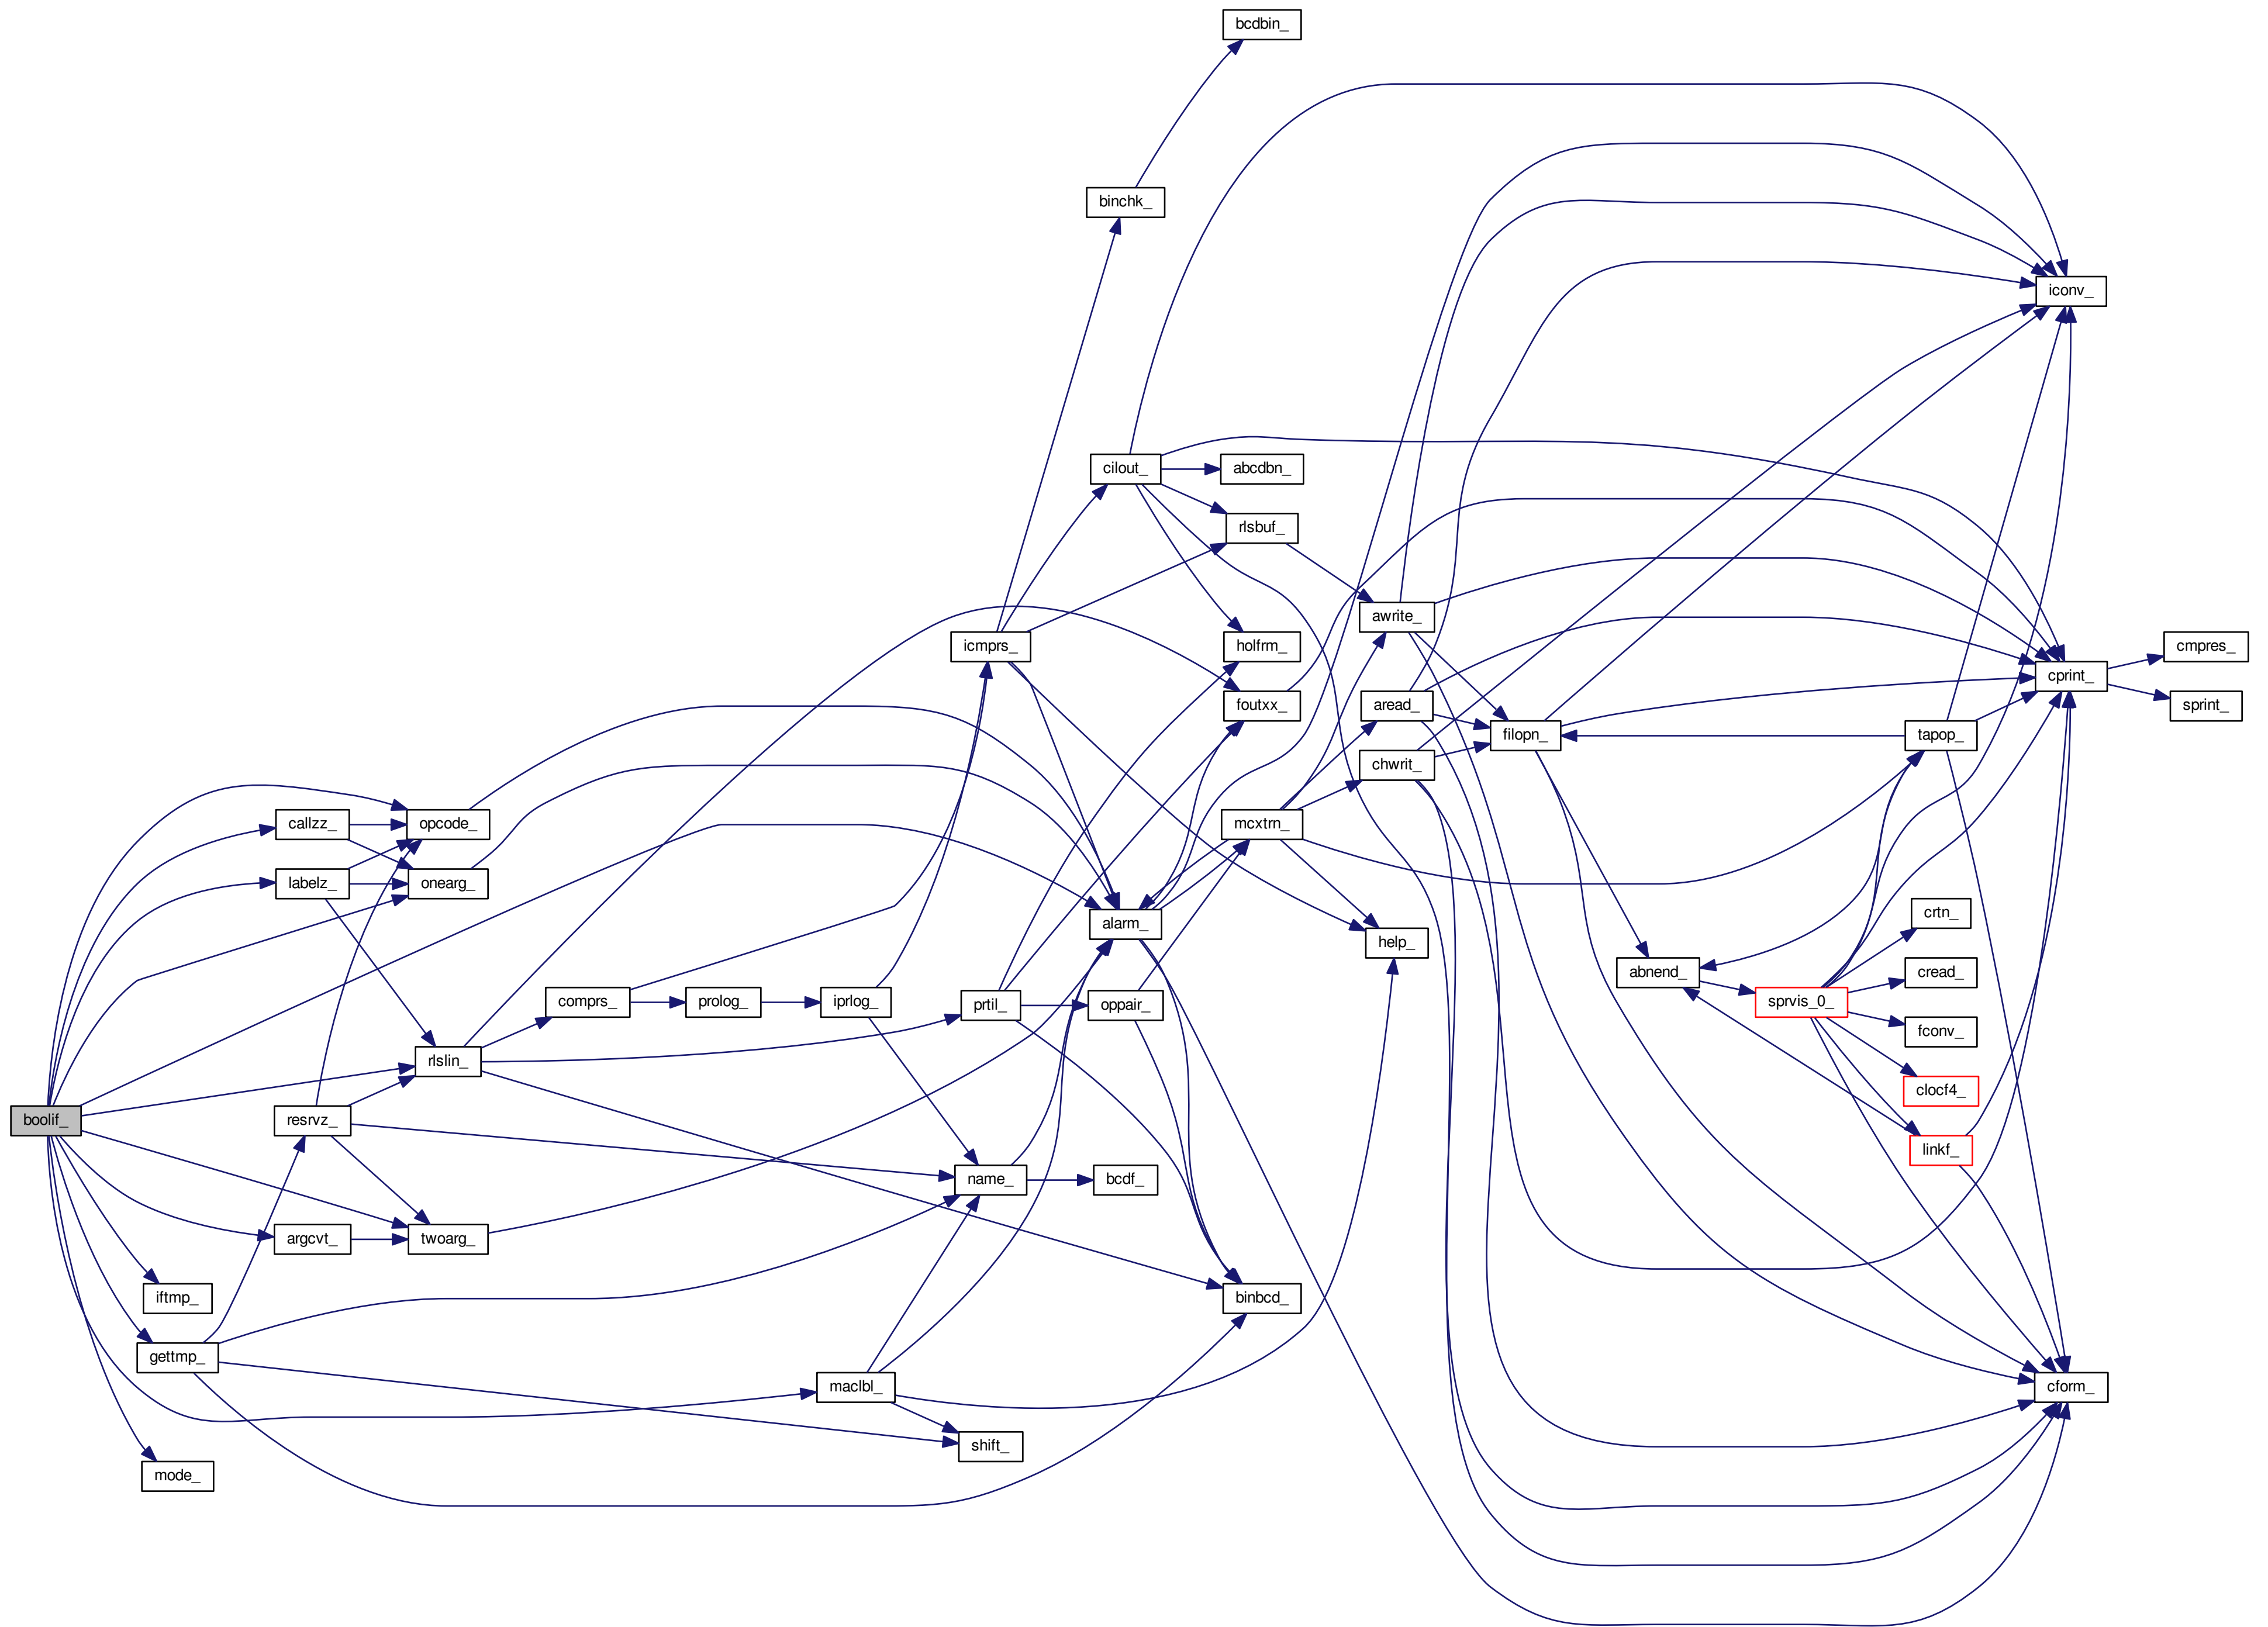 bcdbin_
binchk_
iconv_
cilout_
abcdbn_
rlsbuf_
awrite_
icmprs_
holfrm_
cmpres_
cprint_
foutxx_
aread_
sprint_
filopn_
tapop_
chwrit_
callzz_
opcode_
mcxtrn_
labelz_
onearg_
crtn_
alarm_
help_
abnend_
cread_
comprs_
prolog_
iprlog_
prtil_
oppair_
sprvis_0_
fconv_
rlslin_
clocf4_
boolif_
resrvz_
linkf_
name_
bcdf_
argcvt_
twoarg_
iftmp_
binbcd_
gettmp_
maclbl_
cform_
shift_
mode_